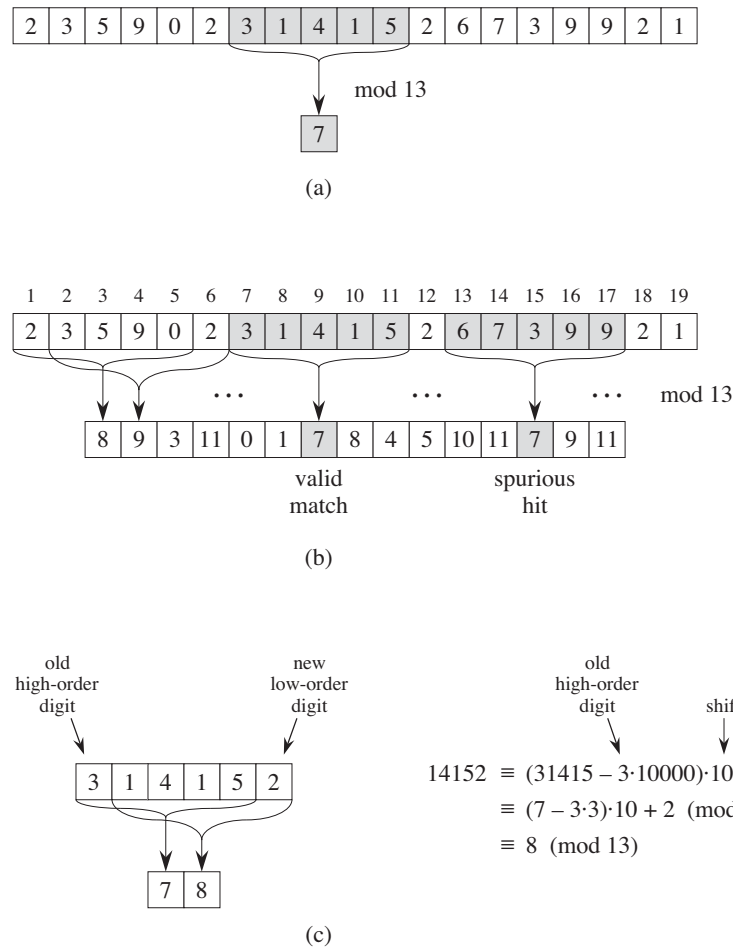 2 3 5 9 0 2 3 1 4 1 5 2 6 7 3 9 9 2 1
mod 13
7
(a)
1 2 3 4 5 6 7 8 9 10 11 12 13 14 15 16 17 18 19
2 3 5 9 0 2 3 1 4 1 5 2 6 7 3 9 9 2 1
… … … mod 13
8 9 3 11 0 1 7 8 4 5 10 11 7 9 11
valid
match
spurious
hit
(b)
old
high-order
digit
new
low-order
digit
3 1 4 1 5 2
7 8
old
high-order
digit
shif
14152 ≡ (31415 – 3·10000)·10
≡ (7 – 3·3)·10 + 2 (mod
≡ 8 (mod 13)
(c)